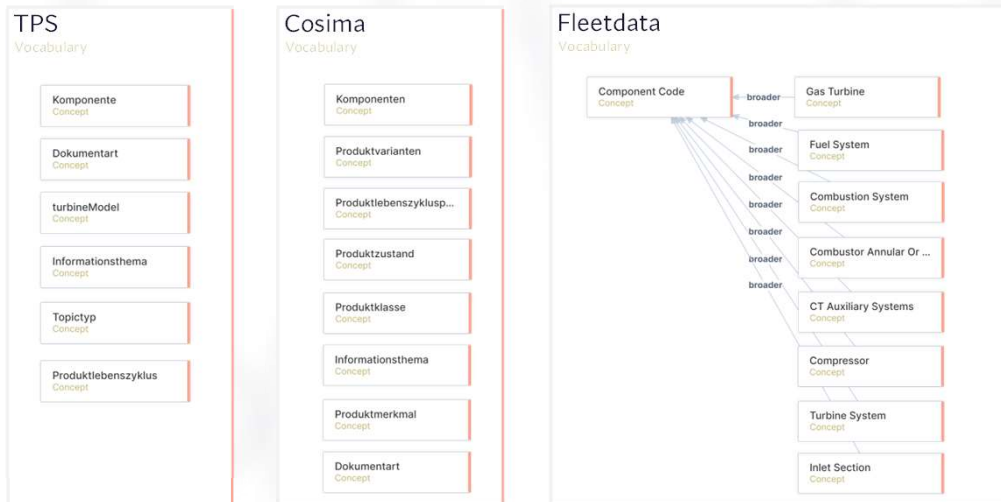 TPS
Vocabulary
Komponente
Concept
Dokumentart
Concept
turbineModel
Concept
Informationsthema
Concept
Topictyp
Concept
Produktlebenszyklus
Concept
Cosima
Vocabulary
Komponenten
Concept
Produktvarianten
Concept
Produktlebenszyklusp...
Concept
Produktzustand
Concept
Produktklasse
Concept
Informationsthema
Concept
Produktmerkmal
Concept
Dokumentart
Concept
Fleetdata
Vocabulary
Component Code
Concept
broader
broader
broader
broader
broader
broader
broader
broader
Gas Turbine
Concept
Fuel System
Concept
Combustion System
Concept
Combustor Annular Or ...
Concept
CT Auxiliary Systems
Concept
Compressor
Concept
Turbine System
Concept
Inlet Section
Concept